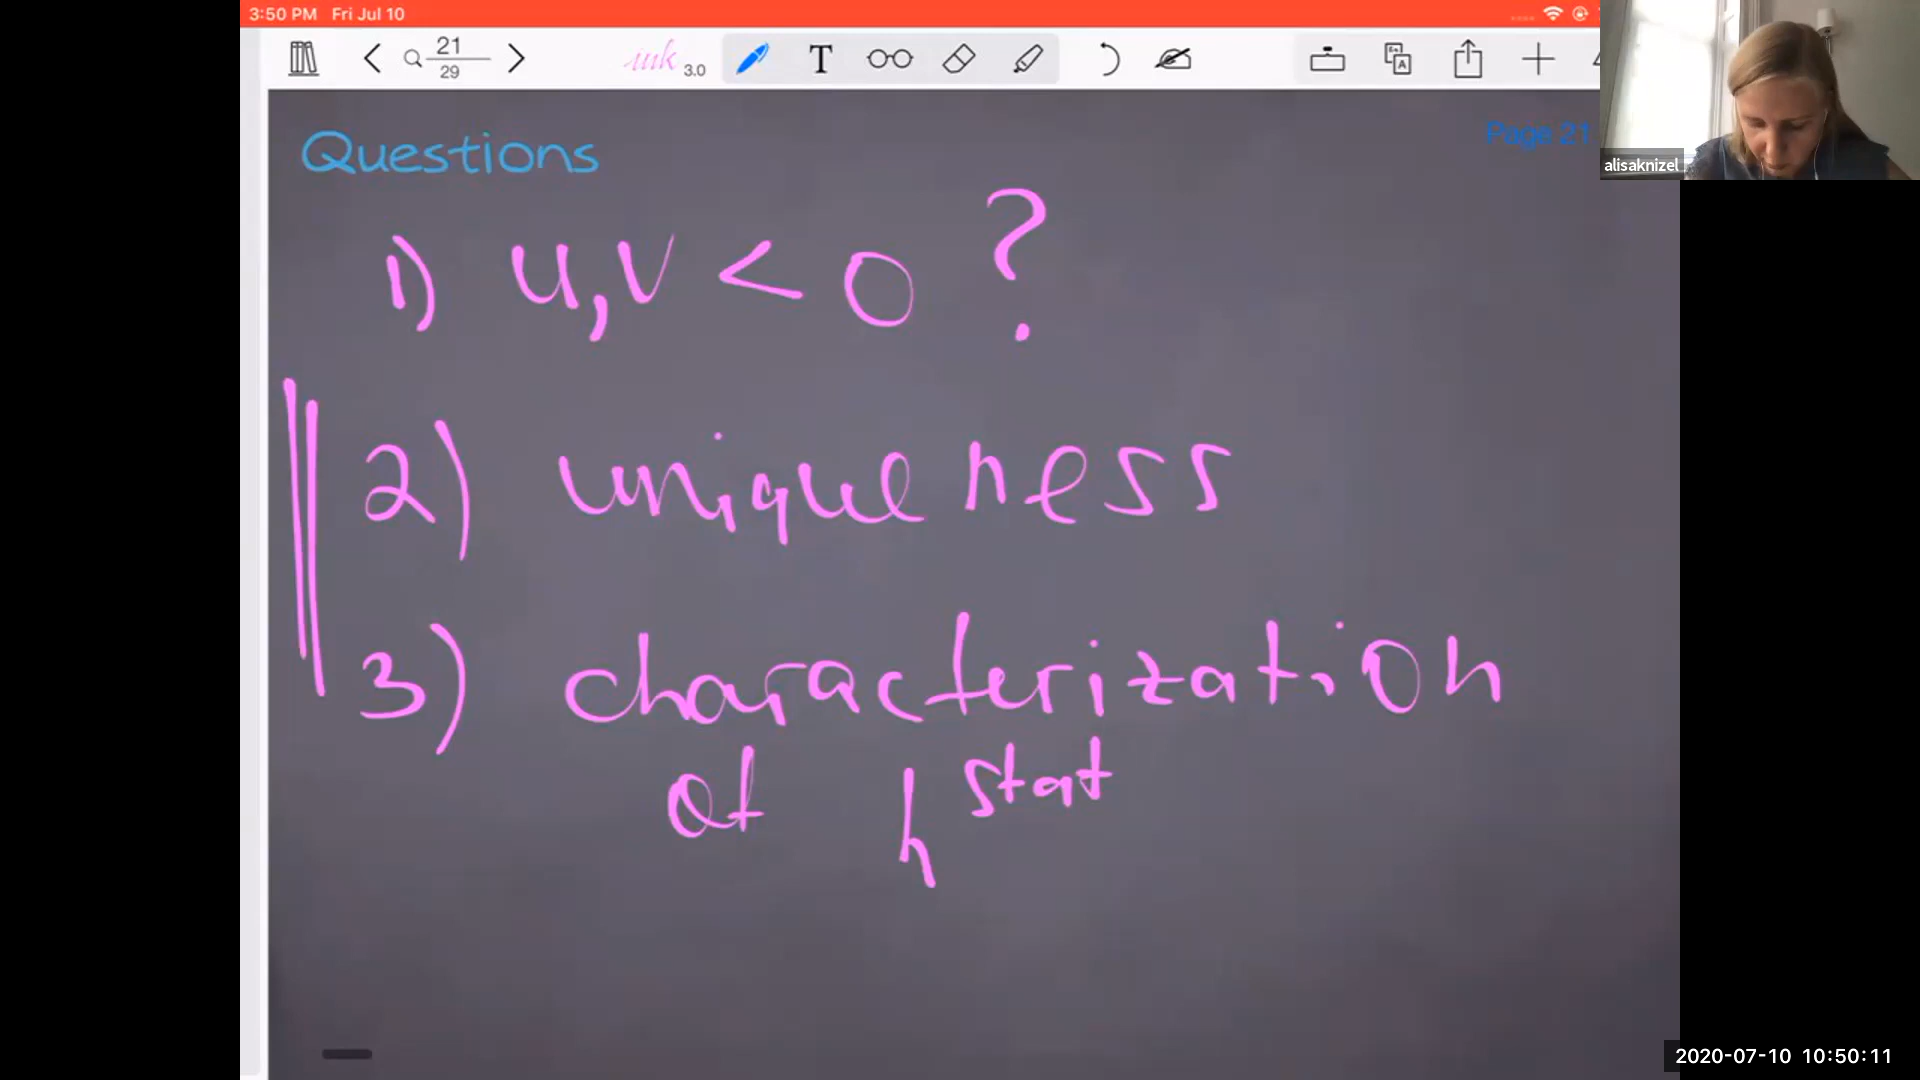 3:50 PM Fri Jul 10
21
29
ink 3.0
T
Questions
Page 21
alisaknizel
1) u, v < 0 ?
2) uniqueness
3) characterization
of h stat
2020-07-10 10:50:11